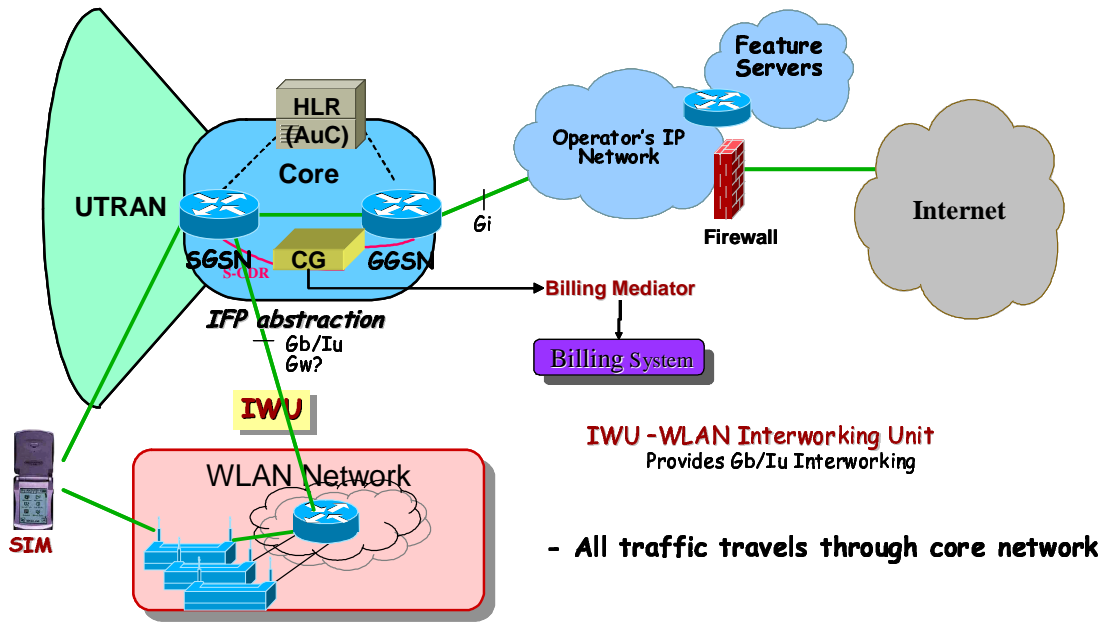 Feature
Servers
HLR
(AuC)
Operator's IP
Network
Core
UTRAN
Internet
Gi
Firewall
SGSN
CG
GGSN
S-CDR
Billing Mediator
IFP abstraction
Gb/Iu
Gw?
Billing System
IWU
IWU -WLAN Interworking Unit
Provides Gb/Iu Interworking
WLAN Network
SIM
- All traffic travels through core network